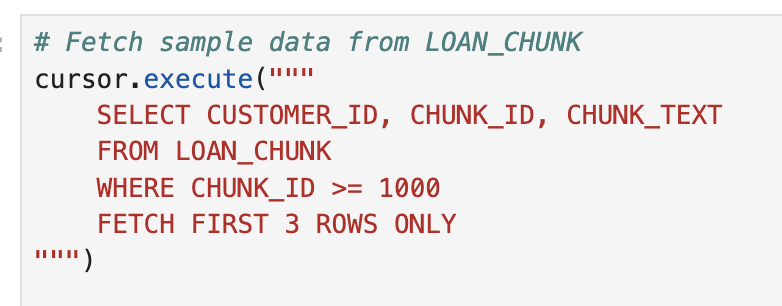 # Fetch sample data from LOAN_CHUNK
cursor.execute("""
    SELECT CUSTOMER_ID, CHUNK_ID, CHUNK_TEXT
    FROM LOAN_CHUNK
    WHERE CHUNK_ID >= 1000
    FETCH FIRST 3 ROWS ONLY
""")